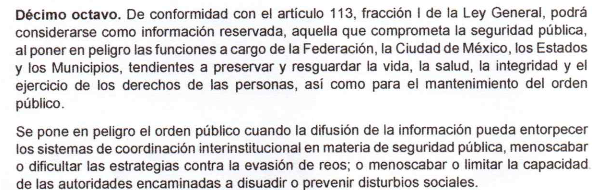 Décimo octavo. De conformidad con el artículo 113, fracción I de la Ley General, podrá
considerarse como información reservada, aquella que comprometa la seguridad pública,
al poner en peligro las funciones a cargo de la Federación, la Ciudad de México, los Estados
y los Municipios, tendientes a preservar y resguardar la vida, la salud, la integridad y el
ejercicio de los derechos de las personas, así como para el mantenimiento del orden
público.
Se pone en peligro el orden público cuando la difusión de la información pueda entorpecer
los sistemas de coordinación interinstitucional en materia de seguridad pública, menoscabar
o dificultar las estrategias contra la evasión de reos; o menoscabar o limitar la capacidad
de las autoridades encaminadas a disuadir o prevenir disturbios sociales.